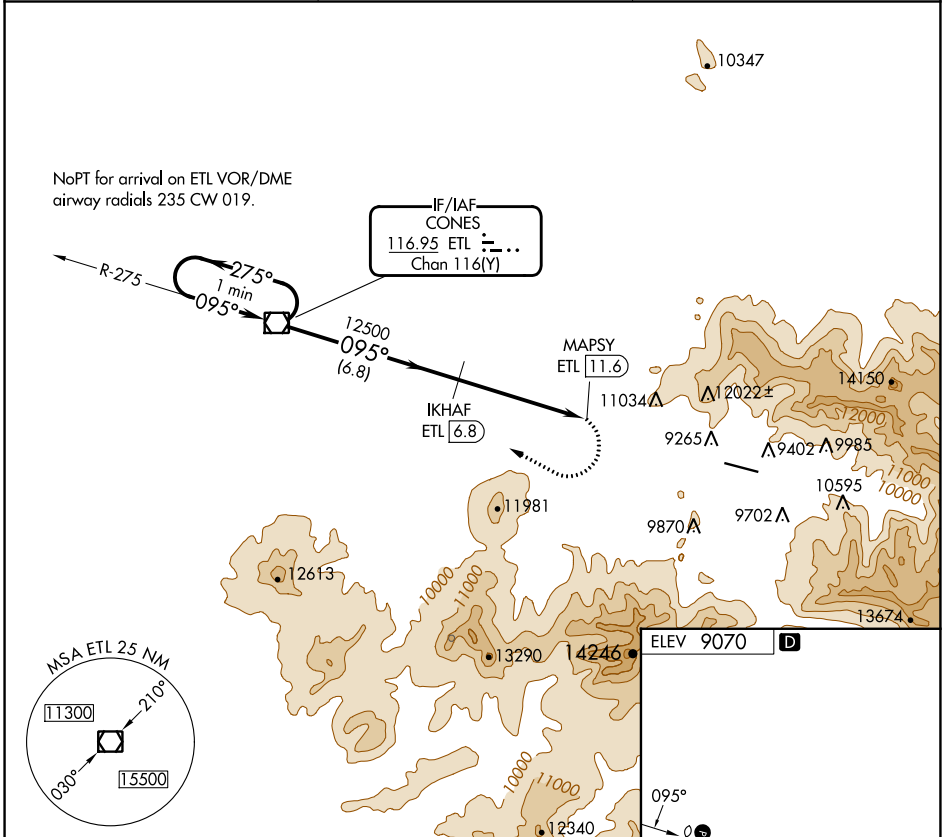 10347
NoPT for arrival on ETL VOR/DME
airway radials 235 CW 019.
IF/IAF
CONES
116.95 ETL
Chan 116(Y)
R-275
275°
1 min
095°
12500
095°
(6.8)
MAPSY
ETL 11.6
IKHAF
ETL 6.8
14150
11034
12022±
12000
9265
9402
9985
11000
10000
10595
11981
9870
9702
12613
10000
11000
13674
13290
14246
ELEV 9070 D
MSA ETL 25 NM
210°
11300
15500
030°
10000
11000
095°
12340
P